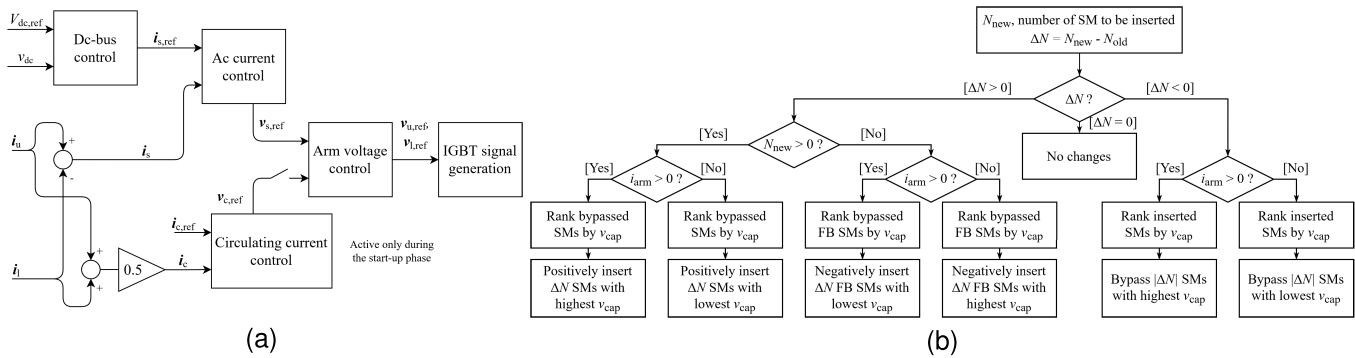 V_dc,ref
v_dc
Dc-bus
control
i_s,ref
Ac current
control
i_u
+
-
i_s
v_s,ref
v_u,ref,
v_l,ref
Arm voltage
control
IGBT signal
generation
v_c,ref
i_c,ref
Circulating current
control
Active only during
the start-up phase
i_l
+
+
0.5
i_c
(a)
N_new, number of SM to be inserted
ΔN = N_new - N_old
[ΔN > 0]
ΔN ?
[ΔN < 0]
[ΔN = 0]
No changes
[Yes]
N_new > 0 ?
[No]
[Yes]
i_arm > 0 ?
[No]
[Yes]
i_arm > 0 ?
[No]
[Yes]
i_arm > 0 ?
[No]
Rank bypassed
SMs by v_cap
Rank bypassed
SMs by v_cap
Rank bypassed
FB SMs by v_cap
Rank bypassed
FB SMs by v_cap
Rank inserted
SMs by v_cap
Rank inserted
SMs by v_cap
Positively insert
ΔN SMs with
highest v_cap
Positively insert
ΔN SMs with
lowest v_cap
Negatively insert
ΔN FB SMs with
lowest v_cap
Negatively insert
ΔN FB SMs with
highest v_cap
Bypass |ΔN| SMs
with highest v_cap
Bypass |ΔN| SMs
with lowest v_cap
(b)